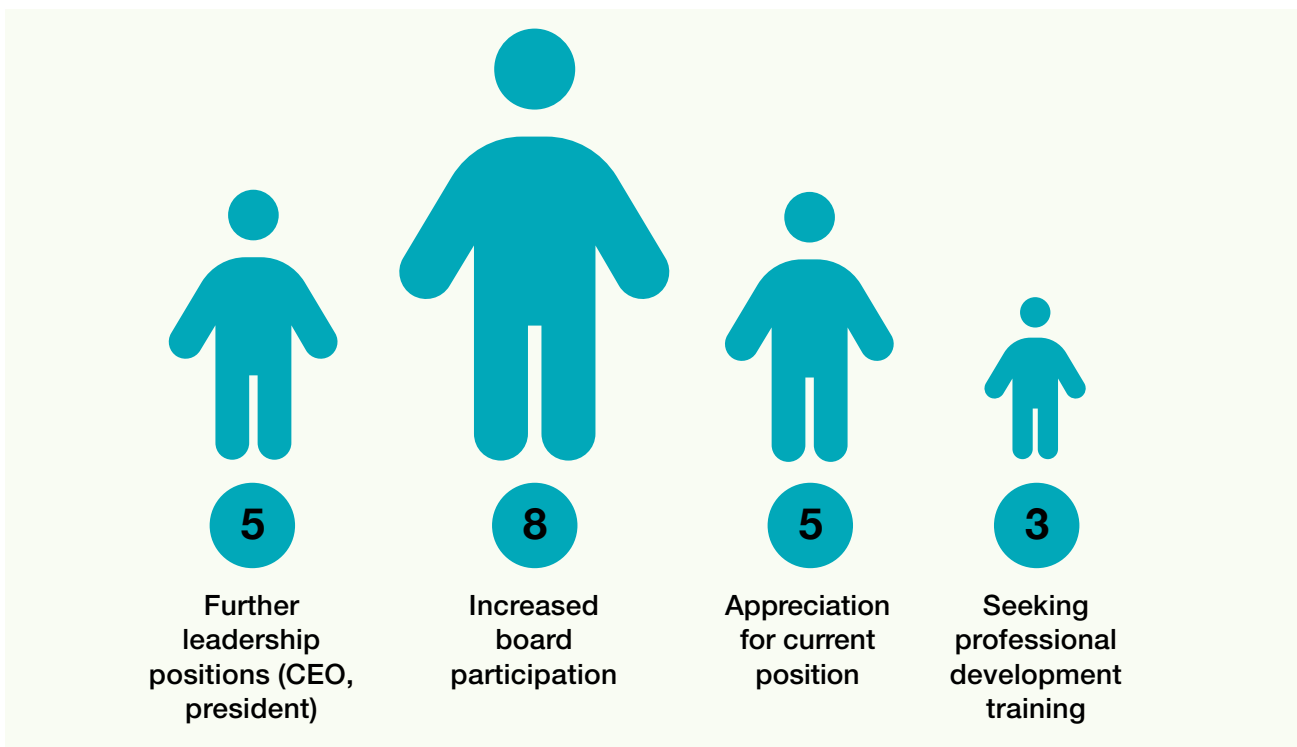 5
Further
leadership
positions (CEO,
president)
8
Increased
board
participation
5
Appreciation
for current
position
3
Seeking
professional
development
training